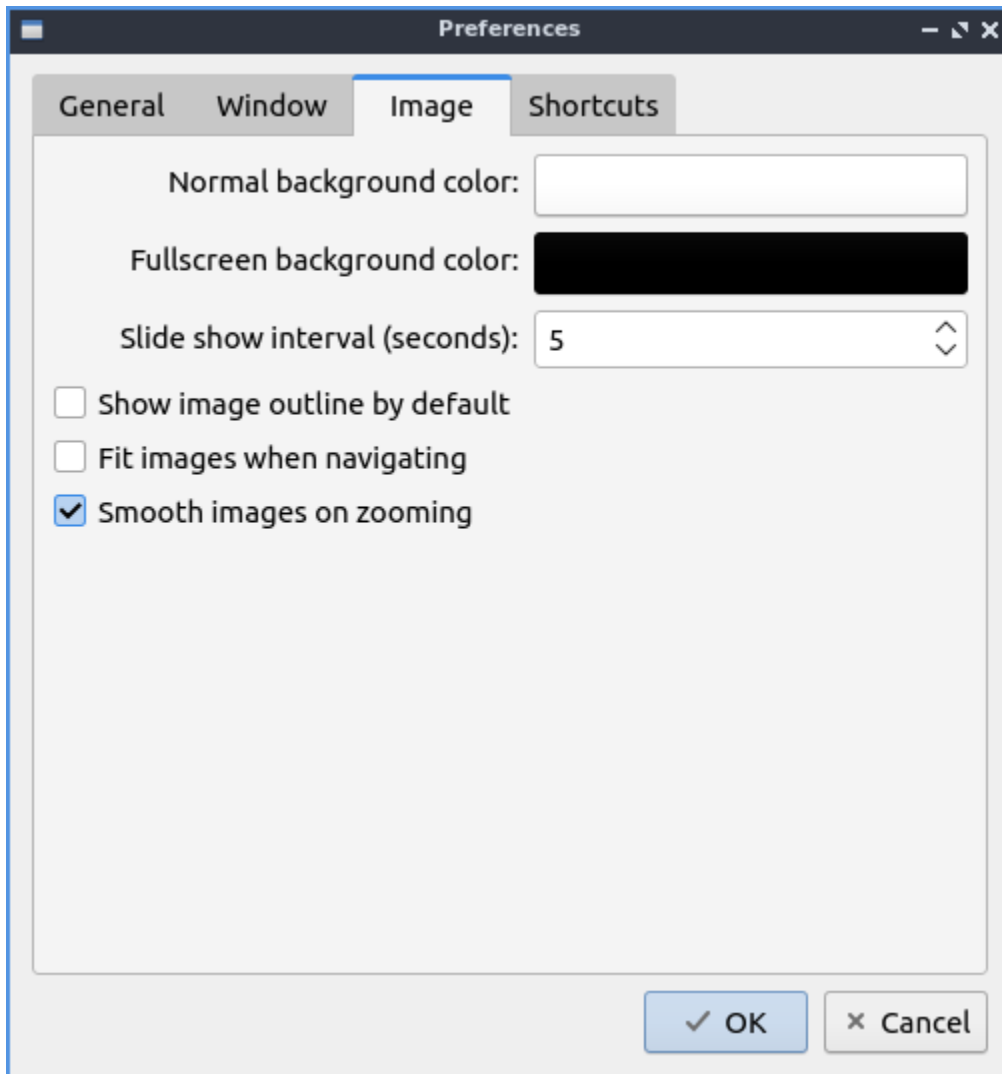 Preferences
General Window Image Shortcuts
Normal background color:
Fullscreen background color:
Slide show interval (seconds): 5
Show image outline by default
Fit images when navigating
Smooth images on zooming
OK Cancel